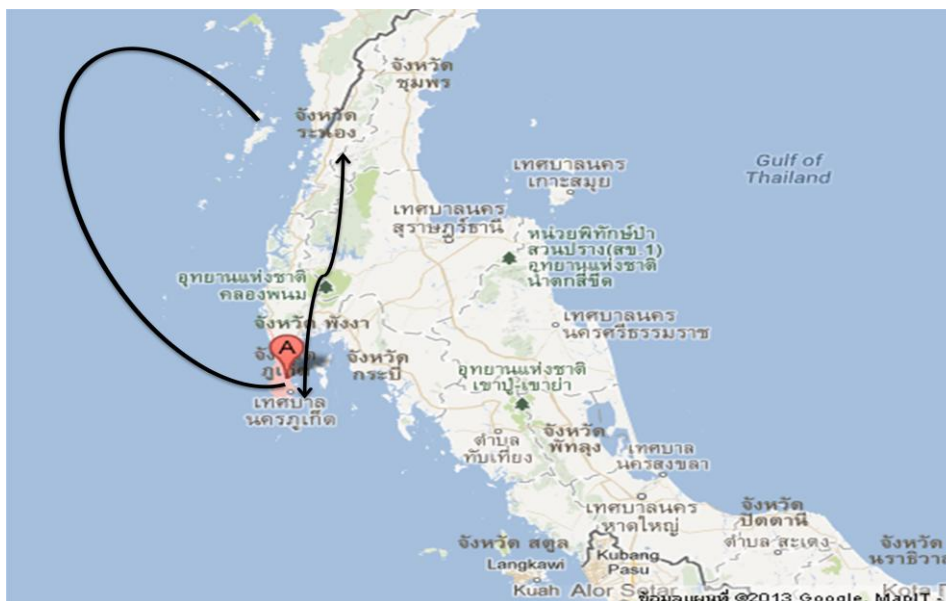 จังหวัด
ชุมพร
จังหวัด
ระนอง
เทศบาลนคร
เกาะสมุย
Gulf of
Thailand
เทศบาลนคร
สุราษฎร์ธานี
หน่วยพิทักษ์ป่า
สวนปราง(สข.1)
อุทยานแห่งชาติ
น้ำตกสี่ขีด
อุทยานแห่งชาติ
คลองพนม
เทศบาลนคร
นครศรีธรรมราช
จังหวัด พังงา
A
จังหวัด
ภูเก็ต
จังหวัด
กระบี่
อุทยานแห่งชาติ
เขาปู่-เขาย่า
เทศบาล
นครภูเก็ต
ตำบล
ทับเที่ยง
จังหวัด
พัทลุง
เทศบาล
นครสงขลา
เทศบาลนคร
หาดใหญ่
จังหวัด
ปัตตานี
ตำบล สะเตง
จังหวัด
นราธิวา
จังหวัด สตูล
Langkawi
Kubang
Pasu
Kuah
Alor Setar
Kota
ข้อมูลแผนที่ ©2013 Google, MapIT -